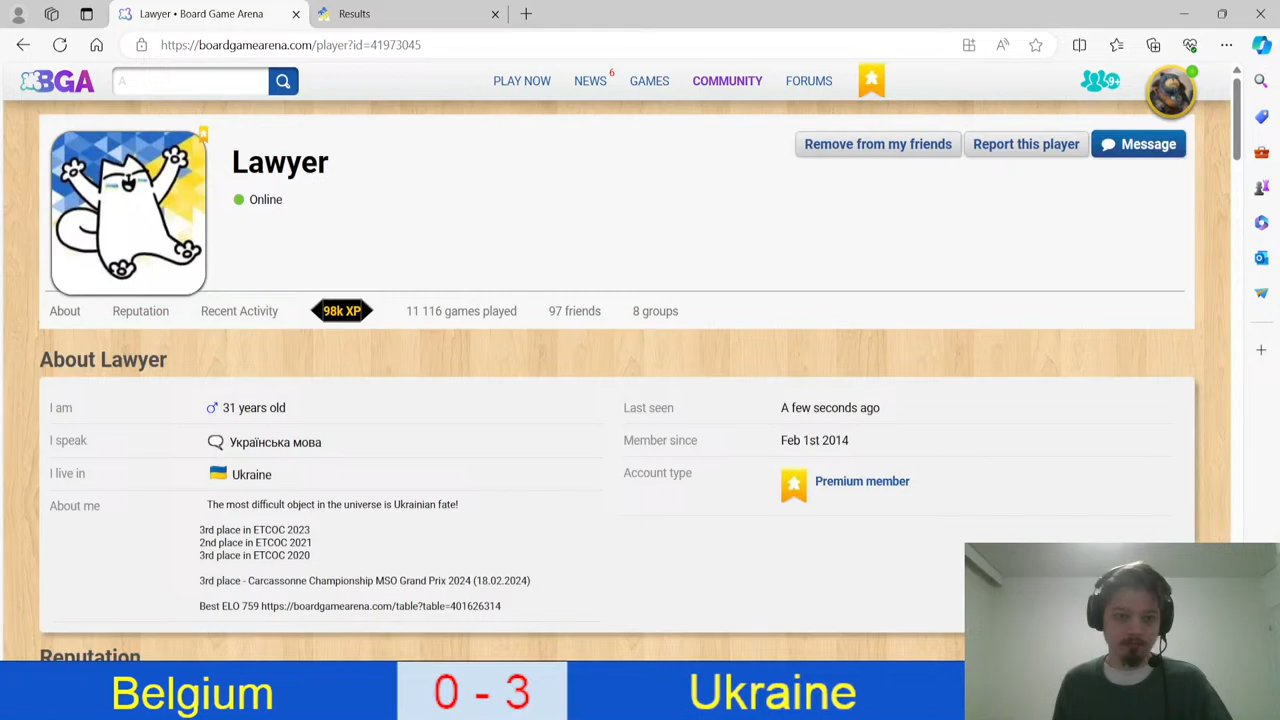 Lawyer • Board Game Arena
Results
https://boardgamearena.com/player?id=41973045
BGA
A
PLAY NOW
NEWS 6
GAMES
COMMUNITY
FORUMS
9+
Lawyer
Online
Remove from my friends
Report this player
Message
About
Reputation
Recent Activity
98k XP
11 116 games played
97 friends
8 groups
About Lawyer
I am
31 years old
I speak
Українська мова
I live in
Ukraine
About me
The most difficult object in the universe is Ukrainian fate!
3rd place in ETCOC 2023
2nd place in ETCOC 2021
3rd place in ETCOC 2020
3rd place - Carcassonne Championship MSO Grand Prix 2024 (18.02.2024)
Best ELO 759 https://boardgamearena.com/table?table=401626314
Last seen
A few seconds ago
Member since
Feb 1st 2014
Account type
Premium member
Reputation
Belgium
0 - 3
Ukraine